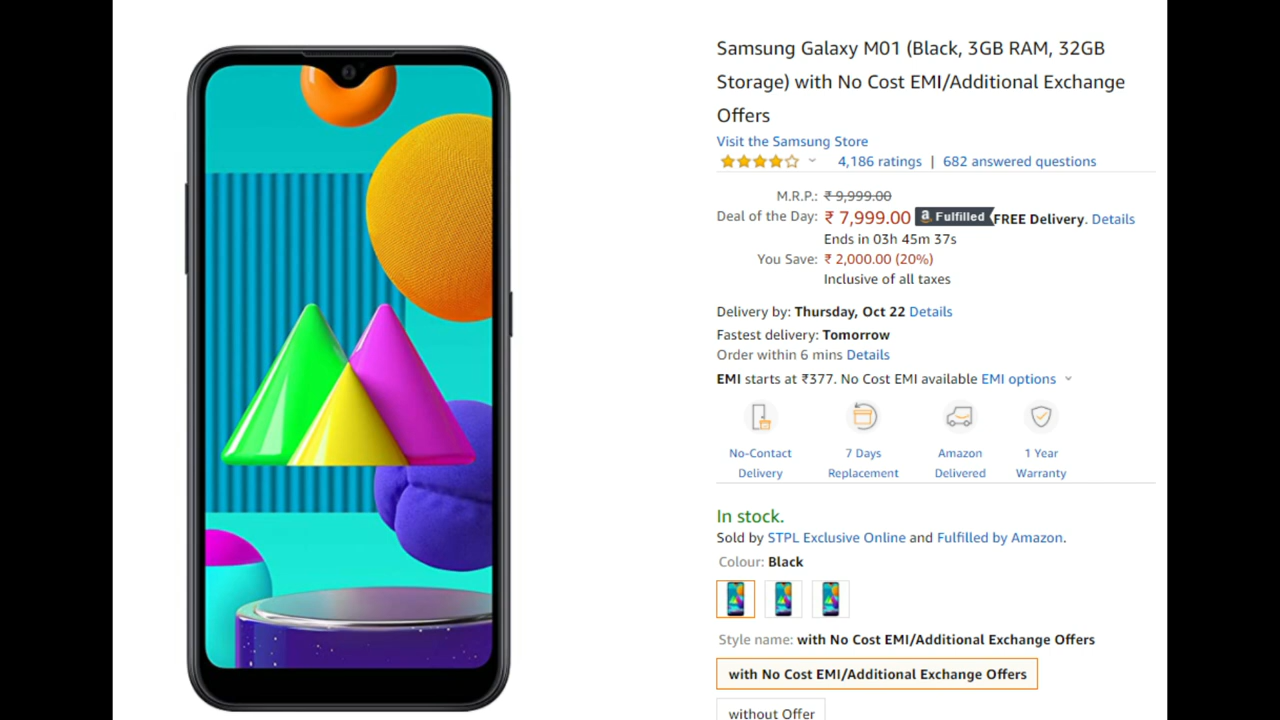 Samsung Galaxy M01 (Black, 3GB RAM, 32GB
Storage) with No Cost EMI/Additional Exchange
Offers
Visit the Samsung Store
4,186 ratings | 682 answered questions
M.R.P.: ₹ 9,999.00
Deal of the Day: ₹ 7,999.00 a Fulfilled FREE Delivery. Details
Ends in 03h 45m 37s
You Save: ₹ 2,000.00 (20%)
Inclusive of all taxes
Delivery by: Thursday, Oct 22 Details
Fastest delivery: Tomorrow
Order within 6 mins Details
EMI starts at ₹377. No Cost EMI available EMI options
No-Contact Delivery
7 Days Replacement
Amazon Delivered
1 Year Warranty
In stock.
Sold by STPL Exclusive Online and Fulfilled by Amazon.
Colour: Black
Style name: with No Cost EMI/Additional Exchange Offers
with No Cost EMI/Additional Exchange Offers
without Offer